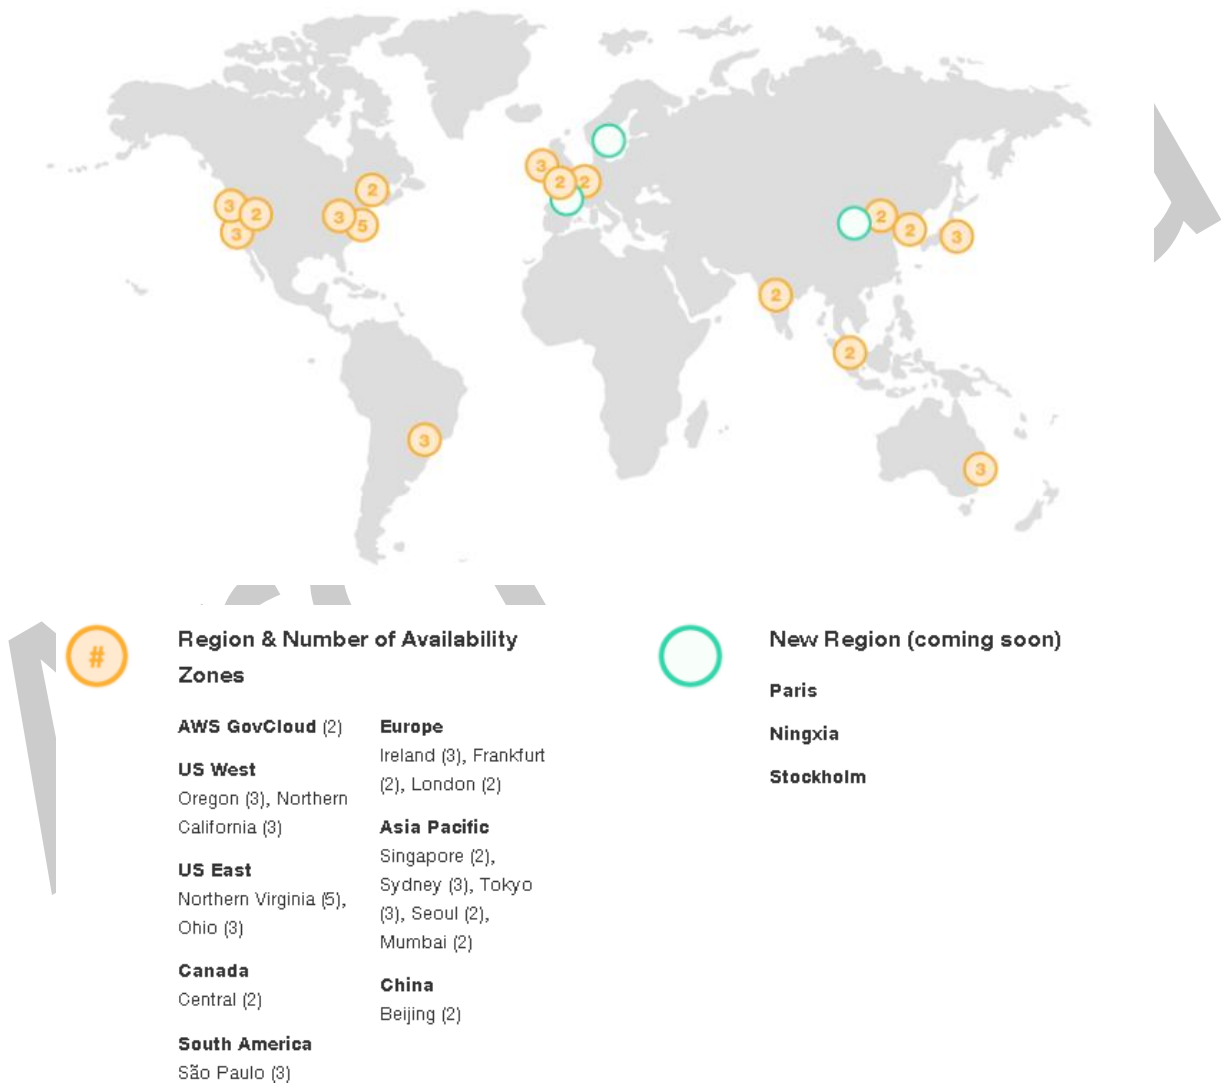 3
2
3
3
5
2
3
2
2
2
2
3
2
2
3
3
#
Region & Number of Availability
Zones
AWS GovCloud (2)
US West
Oregon (3), Northern
California (3)
US East
Northern Virginia (5),
Ohio (3)
Canada
Central (2)
South America
São Paulo (3)
Europe
Ireland (3), Frankfurt
(2), London (2)
Asia Pacific
Singapore (2),
Sydney (3), Tokyo
(3), Seoul (2),
Mumbai (2)
China
Beijing (2)
New Region (coming soon)
Paris
Ningxia
Stockholm